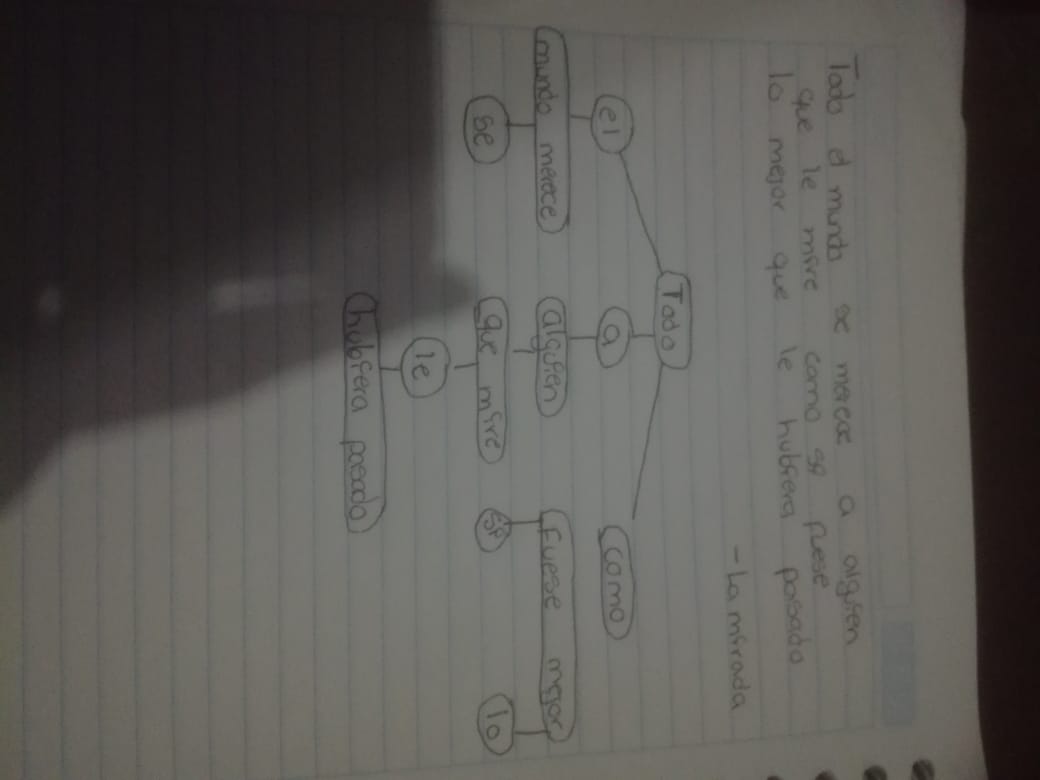 Todo el mundo se merece a alguien
que le mire como si fuese
lo mejor que le hubiera pasado
- La mirada
Todo
el a como
mundo merece alguien fuese mejor
se que mire si lo
le
hubiera pasado